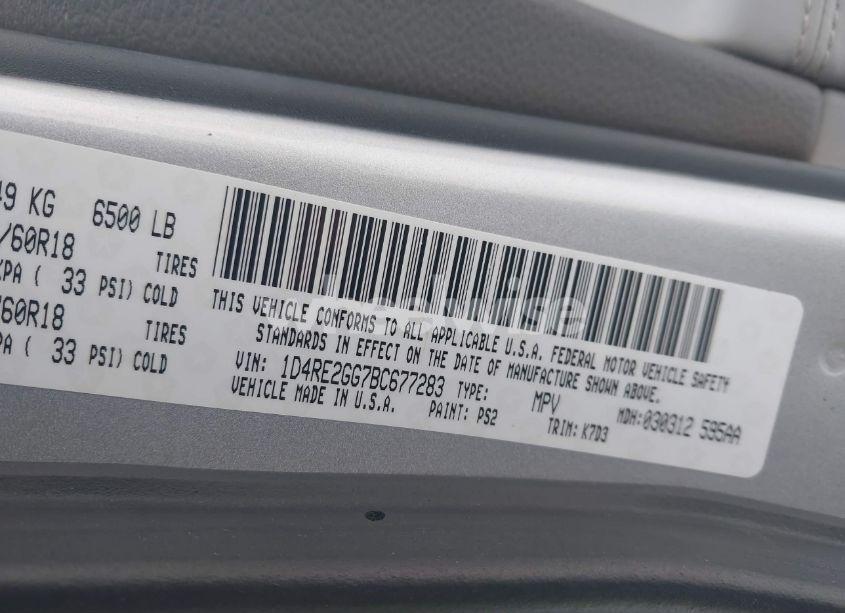 49 KG 6500 LB
/60R18 TIRES
KPA ( 33 PSI) COLD
/60R18 TIRES
PA ( 33 PSI) COLD
THIS VEHICLE CONFORMS TO ALL APPLICABLE U.S.A. FEDERAL MOTOR VEHICLE SAFETY
STANDARDS IN EFFECT ON THE DATE OF MANUFACTURE SHOWN ABOVE.
VIN: 1D4RE2GG7BC677283 TYPE: MPV MDH:030312 595AA
VEHICLE MADE IN U.S.A. PAINT: PS2 TRIM: K7D3